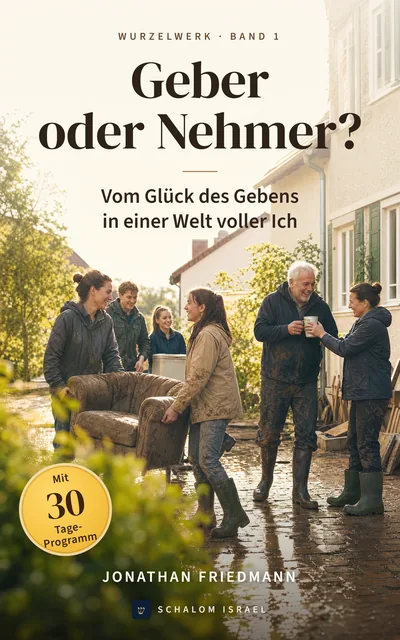 WURZELWERK · BAND 1
Geber
oder Nehmer?
Vom Glück des Gebens
in einer Welt voller Ich
Mit
30
Tage-
Programm
JONATHAN FRIEDMANN
ש SCHALOM ISRAEL